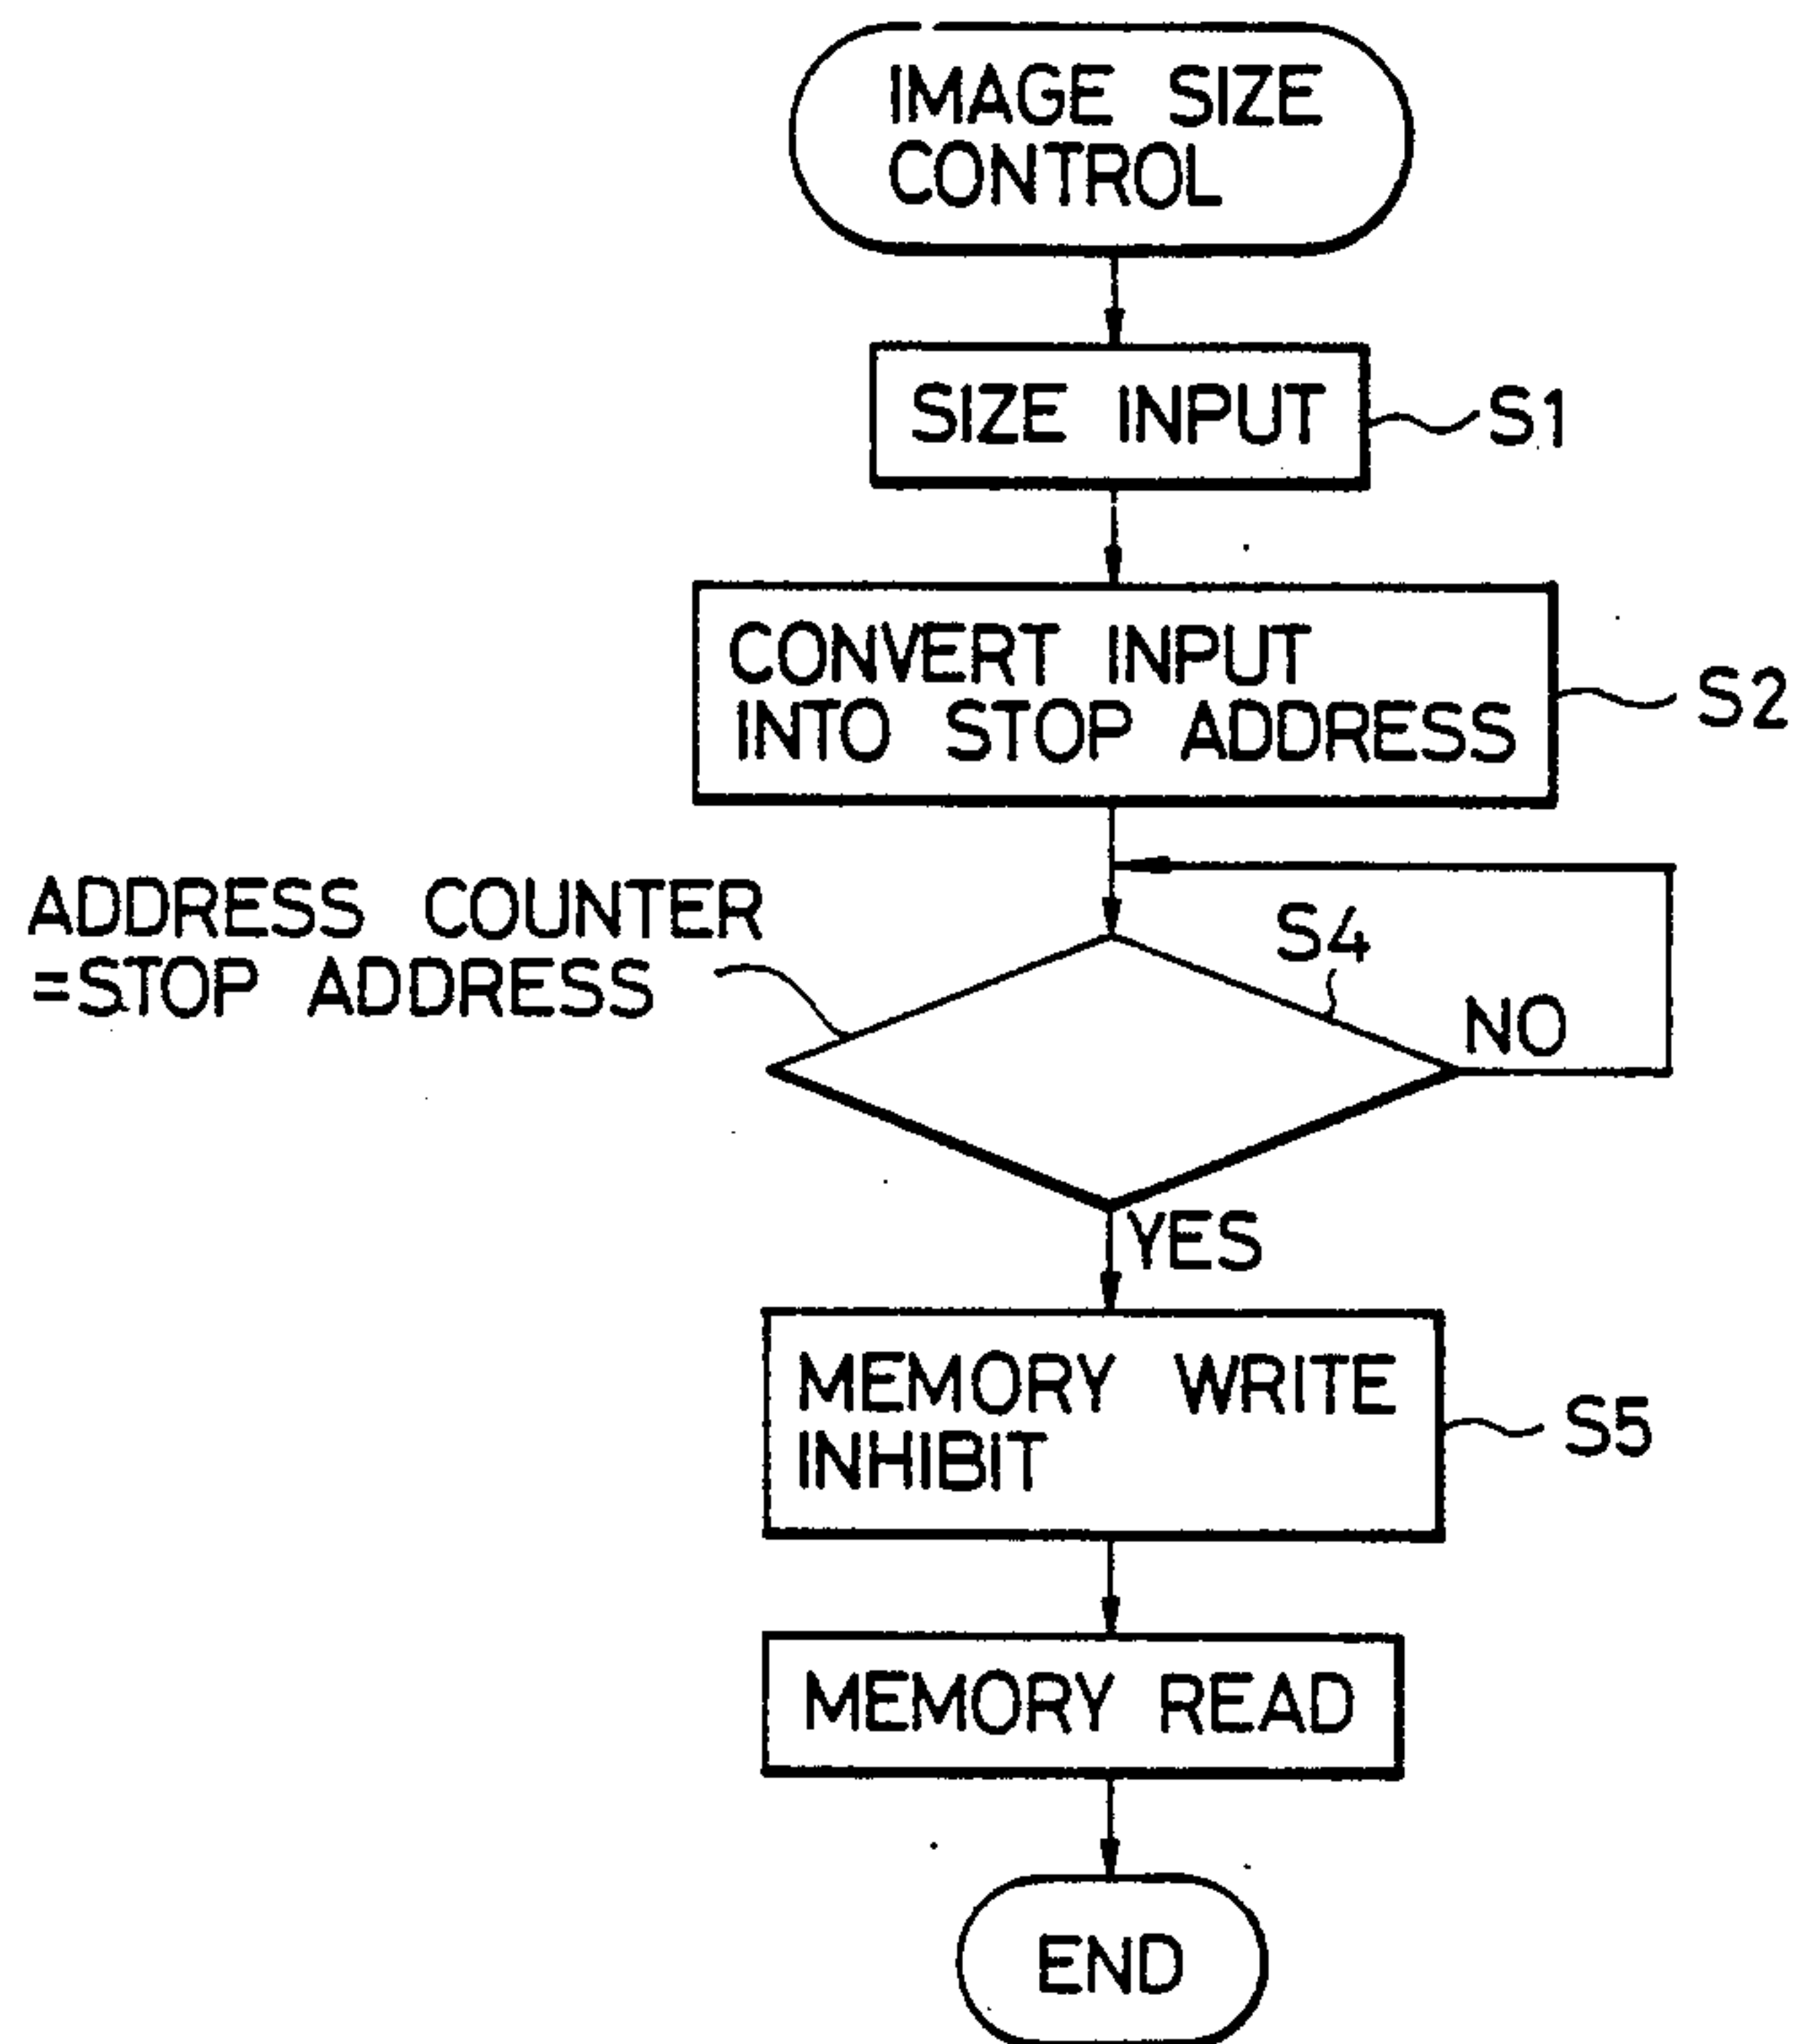 IMAGE SIZE
CONTROL
SIZE INPUT
S1
CONVERT INPUT
INTO STOP ADDRESS
S2
ADDRESS COUNTER
=STOP ADDRESS
S4
NO
YES
MEMORY WRITE
INHIBIT
S5
MEMORY READ
END